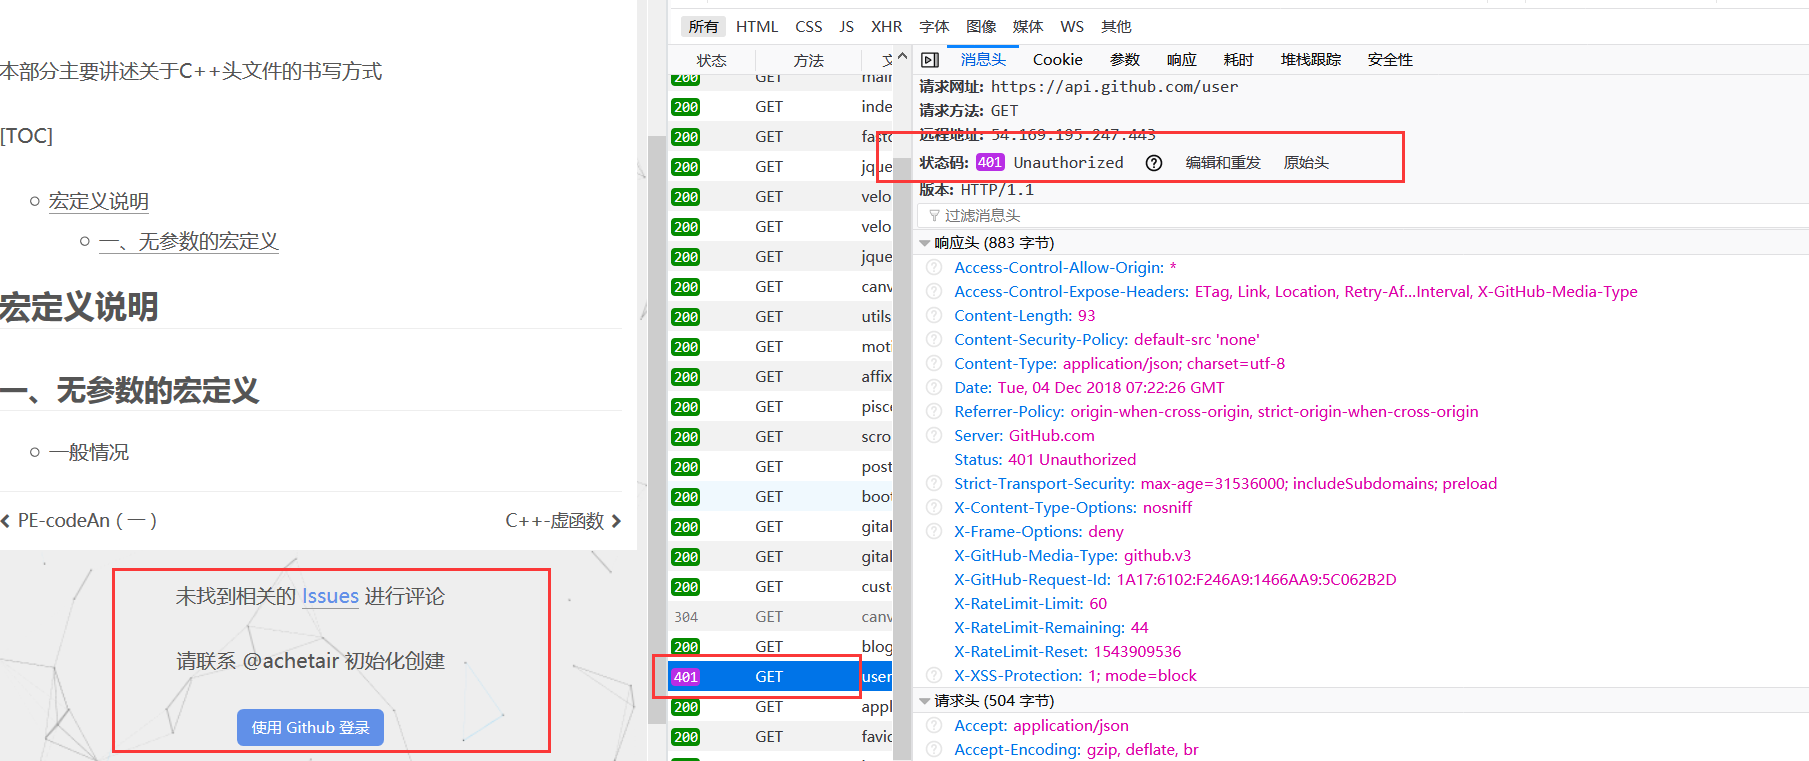 本部分主要讲述关于C++头文件的书写方式
[TOC]
宏定义说明
一、无参数的宏定义
宏定义说明
一、无参数的宏定义
一般情况
PE-codeAn (一)
C++-虚函数
未找到相关的 Issues 进行评论
请联系 @achetair 初始化创建
使用 Github 登录
所有 HTML CSS JS XHR 字体 图像 媒体 WS 其他
状态 方法
200 GET main
200 GET inde
200 GET fastc
200 GET jque
200 GET velo
200 GET velo
200 GET jque
200 GET canv
200 GET utils
200 GET moti
200 GET affix
200 GET pisc
200 GET scro
200 GET post
200 GET boot
200 GET gital
200 GET gital
200 GET cust
304 GET canv
200 GET blog
401 GET user
200 GET appl
200 GET favic
消息头 Cookie 参数 响应 耗时 堆栈跟踪 安全性
请求网址: https://api.github.com/user
请求方法: GET
远程地址: 54.169.195.247:443
状态码: 401 Unauthorized ? 编辑和重发 原始头
版本: HTTP/1.1
过滤消息头
响应头 (883 字节)
? Access-Control-Allow-Origin: *
? Access-Control-Expose-Headers: ETag, Link, Location, Retry-Af…Interval, X-GitHub-Media-Type
? Content-Length: 93
? Content-Security-Policy: default-src 'none'
? Content-Type: application/json; charset=utf-8
? Date: Tue, 04 Dec 2018 07:22:26 GMT
? Referrer-Policy: origin-when-cross-origin, strict-origin-when-cross-origin
? Server: GitHub.com
Status: 401 Unauthorized
? Strict-Transport-Security: max-age=31536000; includeSubdomains; preload
? X-Content-Type-Options: nosniff
? X-Frame-Options: deny
X-GitHub-Media-Type: github.v3
X-GitHub-Request-Id: 1A17:6102:F246A9:1466AA9:5C062B2D
X-RateLimit-Limit: 60
X-RateLimit-Remaining: 44
X-RateLimit-Reset: 1543909536
? X-XSS-Protection: 1; mode=block
请求头 (504 字节)
? Accept: application/json
? Accept-Encoding: gzip, deflate, br